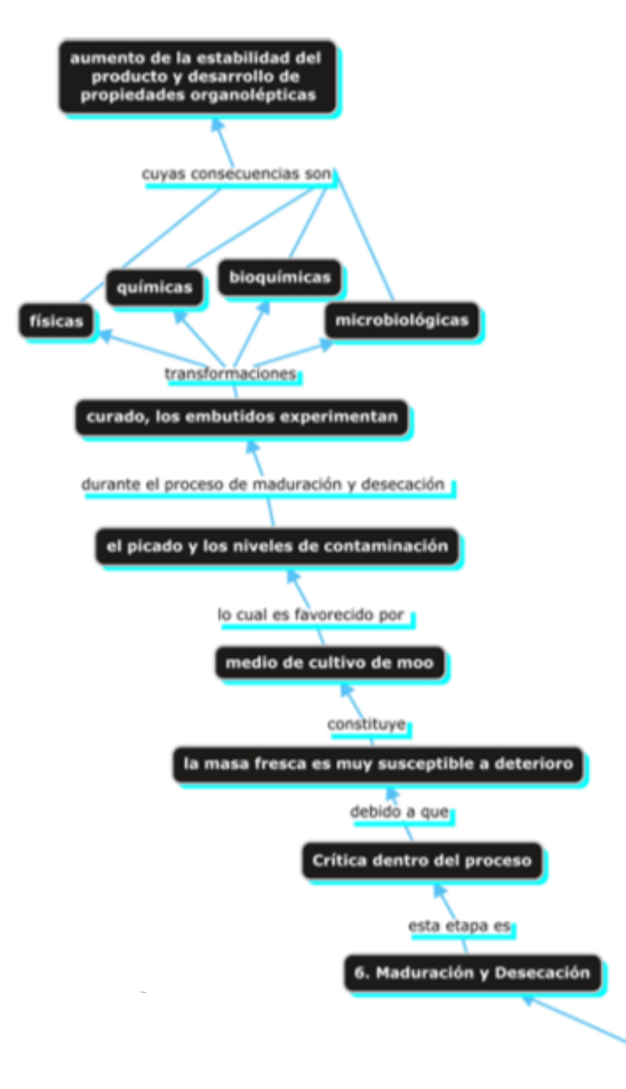 aumento de la estabilidad del
producto y desarrollo de
propiedades organolépticas
cuyas consecuencias son
bioquímicas
químicas
físicas
microbiológicas
transformaciones
curado, los embutidos experimentan
durante el proceso de maduración y desecación
el picado y los niveles de contaminación
lo cual es favorecido por
medio de cultivo de moo
constituye
la masa fresca es muy susceptible a deterioro
debido a que
Crítica dentro del proceso
esta etapa es
6. Maduración y Desecación